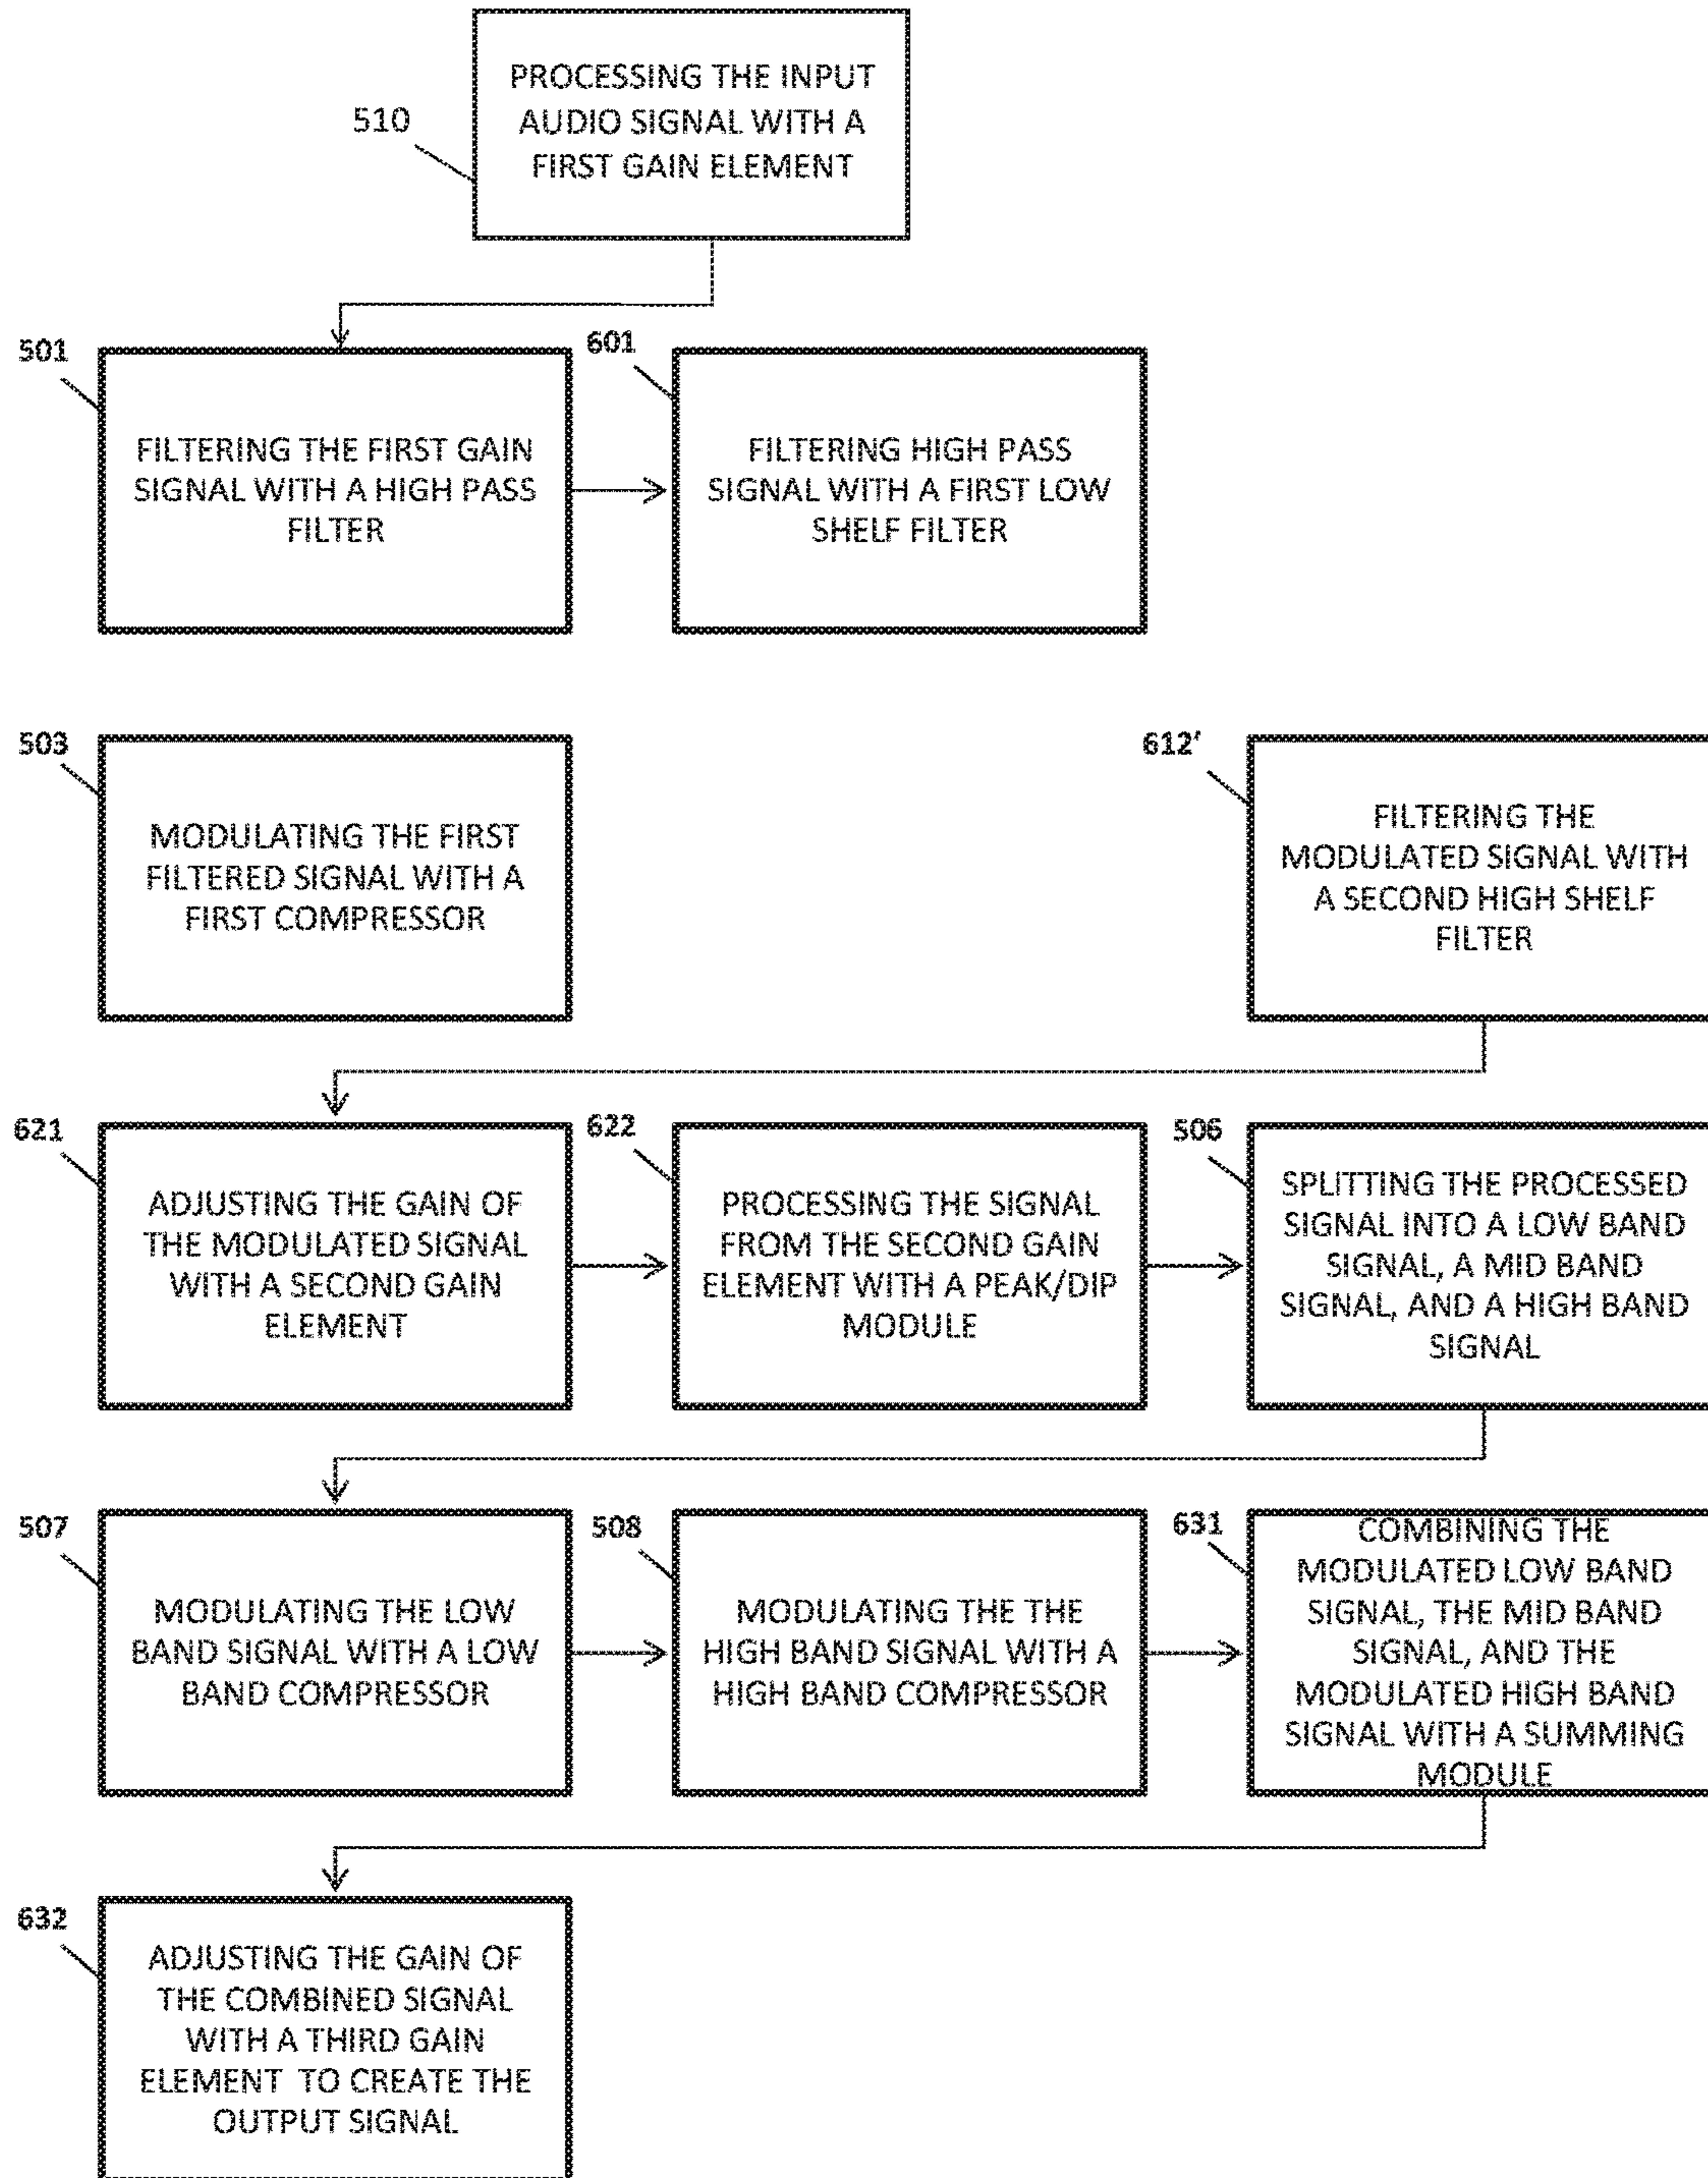 510
PROCESSING THE INPUT
AUDIO SIGNAL WITH A
FIRST GAIN ELEMENT
501
FILTERING THE FIRST GAIN
SIGNAL WITH A HIGH PASS
FILTER
601
FILTERING HIGH PASS
SIGNAL WITH A FIRST LOW
SHELF FILTER
503
MODULATING THE FIRST
FILTERED SIGNAL WITH A
FIRST COMPRESSOR
612'
FILTERING THE
MODULATED SIGNAL WITH
A SECOND HIGH SHELF
FILTER
621
ADJUSTING THE GAIN OF
THE MODULATED SIGNAL
WITH A SECOND GAIN
ELEMENT
622
PROCESSING THE SIGNAL
FROM THE SECOND GAIN
ELEMENT WITH A PEAK/DIP
MODULE
506
SPLITTING THE PROCESSED
SIGNAL INTO A LOW BAND
SIGNAL, A MID BAND
SIGNAL, AND A HIGH BAND
SIGNAL
507
MODULATING THE LOW
BAND SIGNAL WITH A LOW
BAND COMPRESSOR
508
MODULATING THE THE
HIGH BAND SIGNAL WITH A
HIGH BAND COMPRESSOR
631
COMBINING THE
MODULATED LOW BAND
SIGNAL, THE MID BAND
SIGNAL, AND THE
MODULATED HIGH BAND
SIGNAL WITH A SUMMING
MODULE
632
ADJUSTING THE GAIN OF
THE COMBINED SIGNAL
WITH A THIRD GAIN
ELEMENT TO CREATE THE
OUTPUT SIGNAL